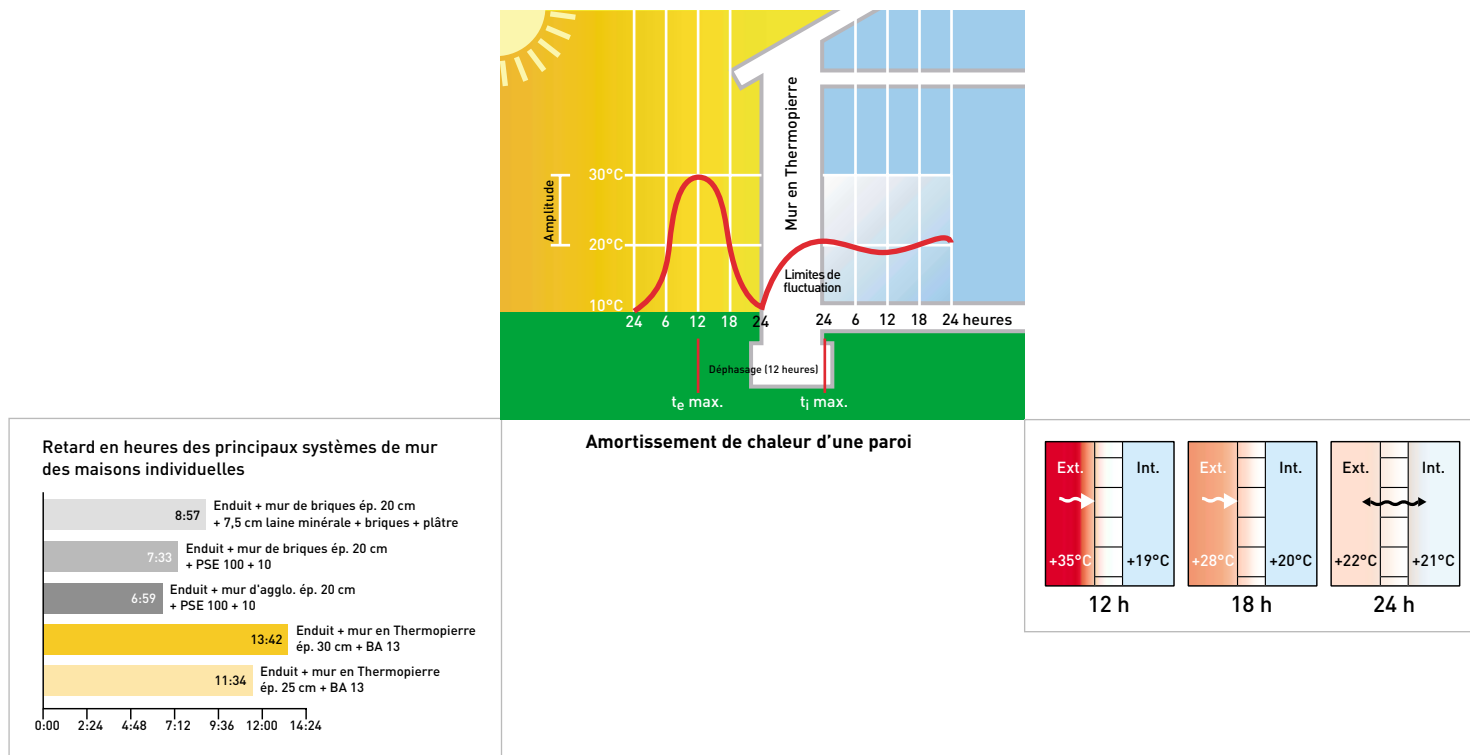 Mur en Thermopierre
Amplitude
30°C
20°C
10°C
Limites de
fluctuation
24 6 12 18 24 24 6 12 18 24 heures
Déphasage (12 heures)
te max. ti max.
Amortissement de chaleur d’une paroi
Retard en heures des principaux systèmes de mur
des maisons individuelles
8:57
Enduit + mur de briques ép. 20 cm
+ 7,5 cm laine minérale + briques + plâtre
7:33
Enduit + mur de briques ép. 20 cm
+ PSE 100 + 10
6:59
Enduit + mur d'agglo. ép. 20 cm
+ PSE 100 + 10
13:42
Enduit + mur en Thermopierre
ép. 30 cm + BA 13
11:34
Enduit + mur en Thermopierre
ép. 25 cm + BA 13
0:00 2:24 4:48 7:12 9:36 12:00 14:24
Ext. Int.
+35°C +19°C
12 h
Ext. Int.
+28°C +20°C
18 h
Ext. Int.
+22°C +21°C
24 h